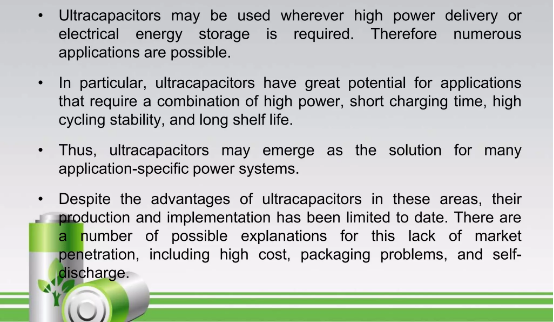 • Ultracapacitors may be used wherever high power delivery or
electrical energy storage is required. Therefore numerous
applications are possible.
• In particular, ultracapacitors have great potential for applications
that require a combination of high power, short charging time, high
cycling stability, and long shelf life.
• Thus, ultracapacitors may emerge as the solution for many
application-specific power systems.
• Despite the advantages of ultracapacitors in these areas, their
production and implementation has been limited to date. There are
a number of possible explanations for this lack of market
penetration, including high cost, packaging problems, and self-
discharge.